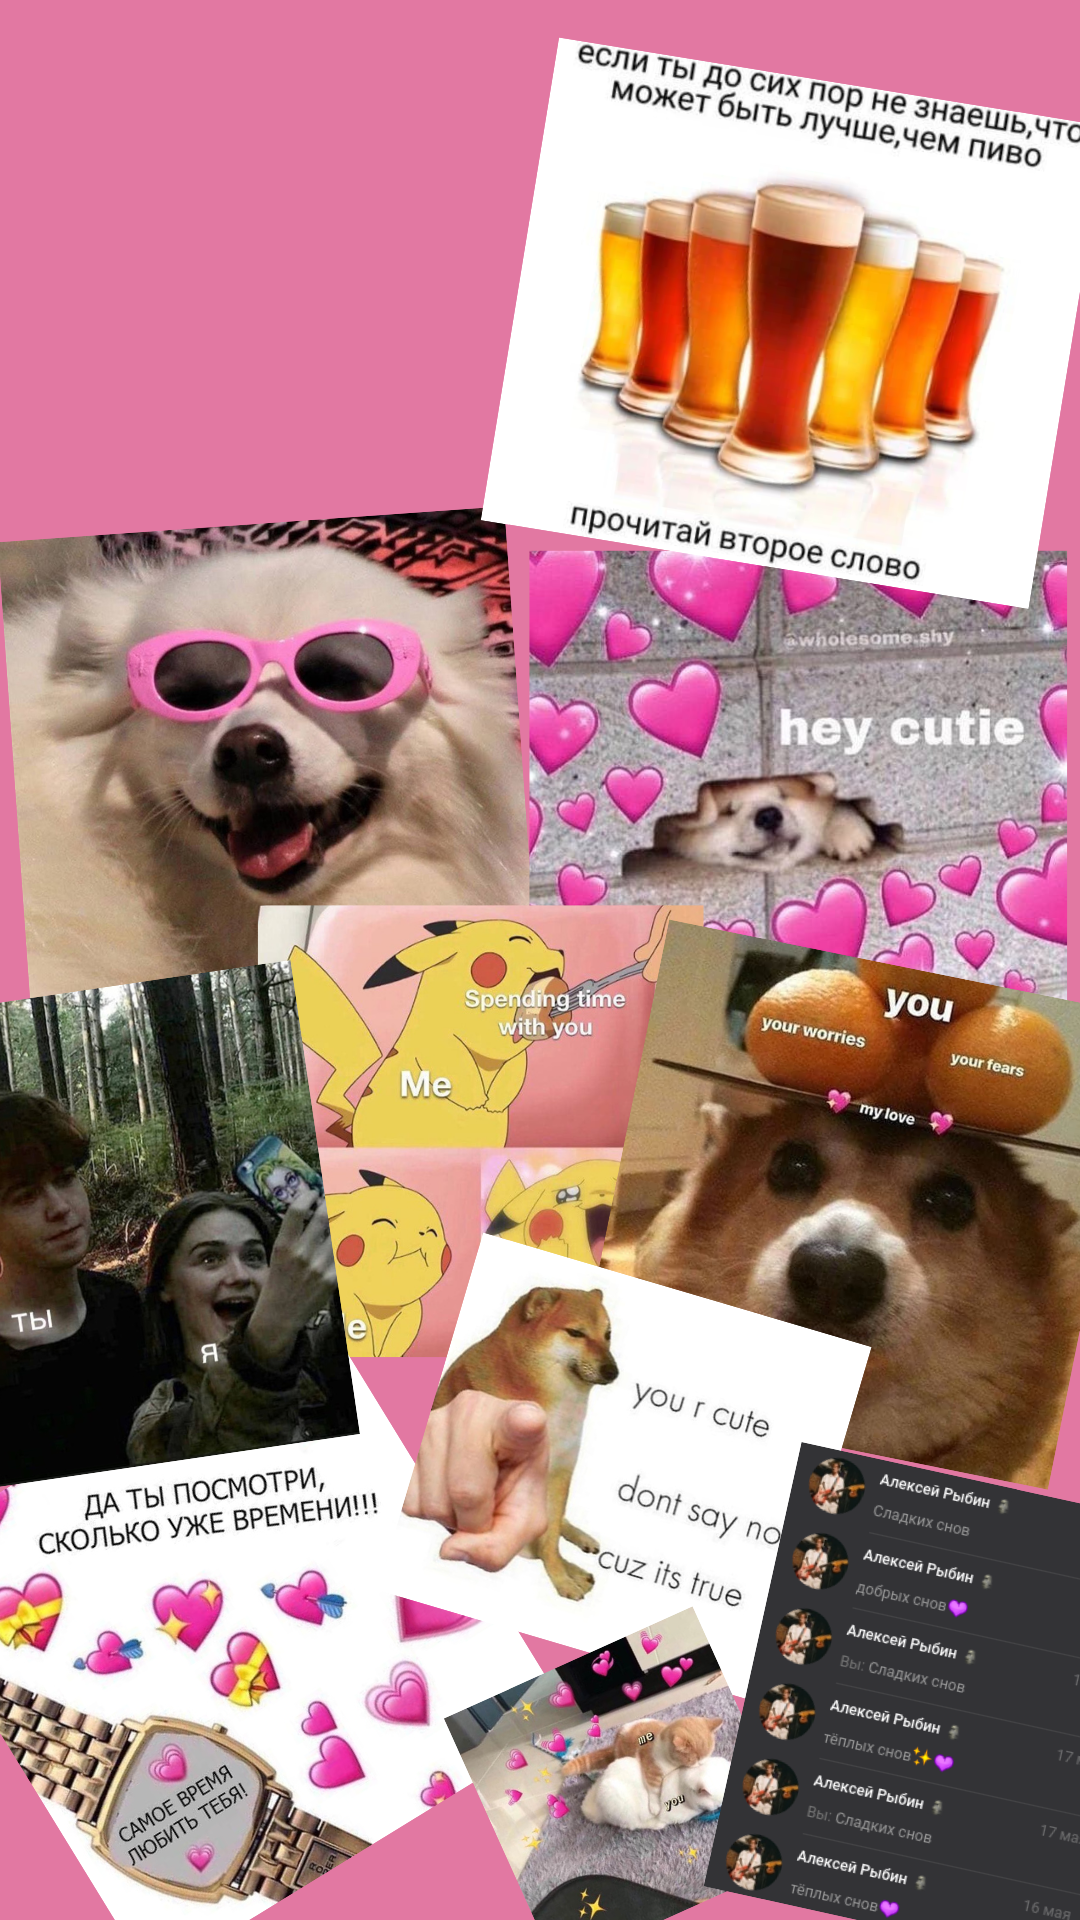 если ты до сих пор не знаешь,что
может быть лучше,чем пиво
прочитай второе слово
@wholesome.shy
hey cutie
Spending time
with you
Me
you
your worries
your fears
my love
ты
я
e
you r cute
dont say no
cuz its true
ДА ТЫ ПОСМОТРИ,
СКОЛЬКО УЖЕ ВРЕМЕНИ!!!
САМОЕ ВРЕМЯ
ЛЮБИТЬ ТЕБЯ!
me
you
Алексей Рыбин 🗿
Сладких снов
Алексей Рыбин 🗿
добрых снов💜
Алексей Рыбин 🗿
Вы: Сладких снов
Алексей Рыбин 🗿
тёплых снов✨💜
17
Алексей Рыбин 🗿
Вы: Сладких снов
17 ма
Алексей Рыбин 🗿
тёплых снов💜
16 мая